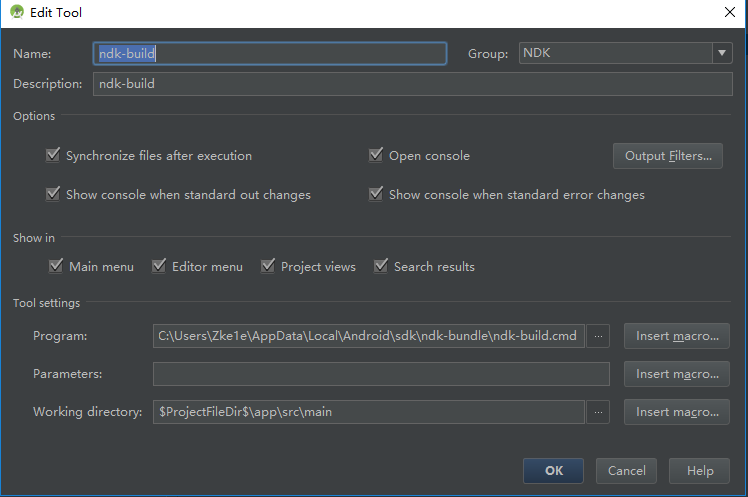 Edit Tool
Name: ndk-build Group: NDK
Description: ndk-build
Options
Synchronize files after execution Open console Output Filters...
Show console when standard out changes Show console when standard error changes
Show in
Main menu Editor menu Project views Search results
Tool settings
Program: C:\Users\Zke1e\AppData\Local\Android\sdk\ndk-bundle\ndk-build.cmd ... Insert macro...
Parameters: Insert macro...
Working directory: $ProjectFileDir$\app\src\main ... Insert macro...
OK Cancel Help